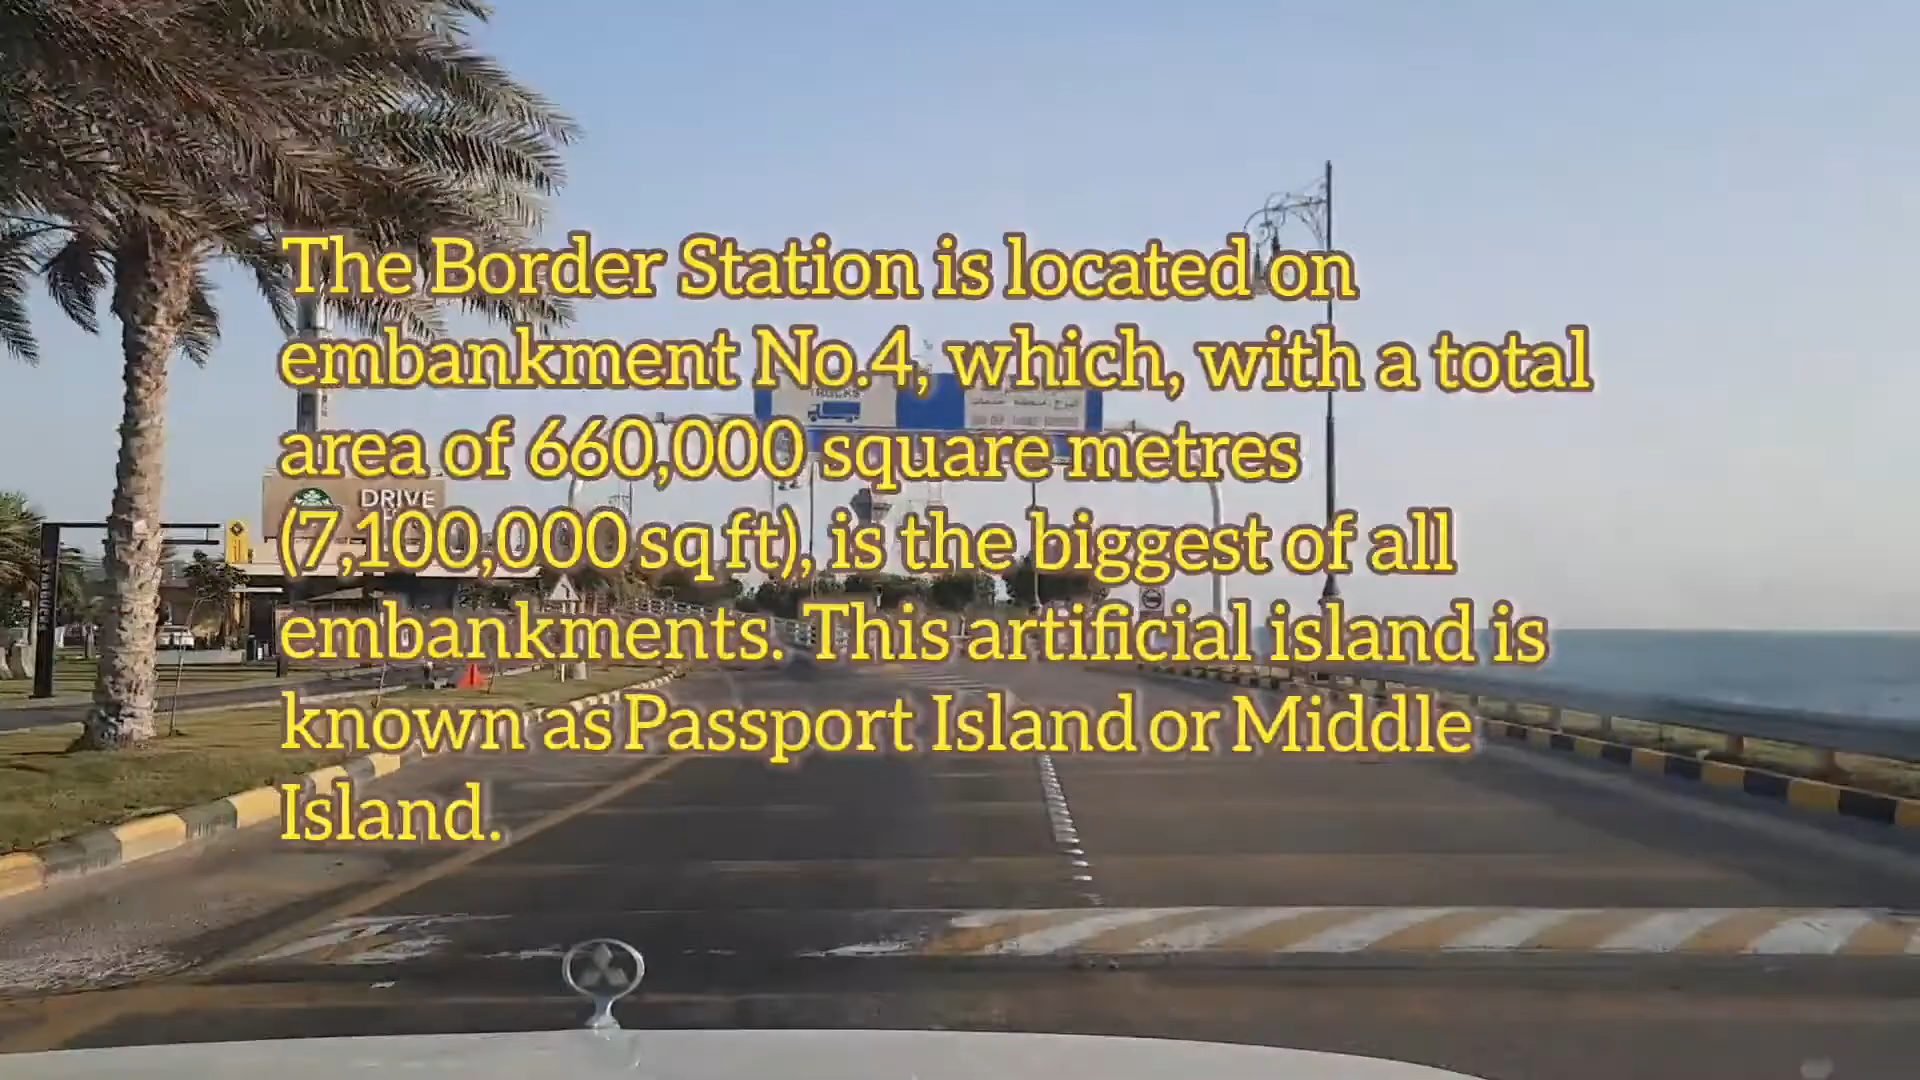 The Border Station is located on
embankment No.4, which, with a total
area of 660,000 square metres
(7,100,000 sq ft), is the biggest of all
embankments. This artificial island is
known as Passport Island or Middle
Island.
TRUCKS
DRIVE
STARBUCKS